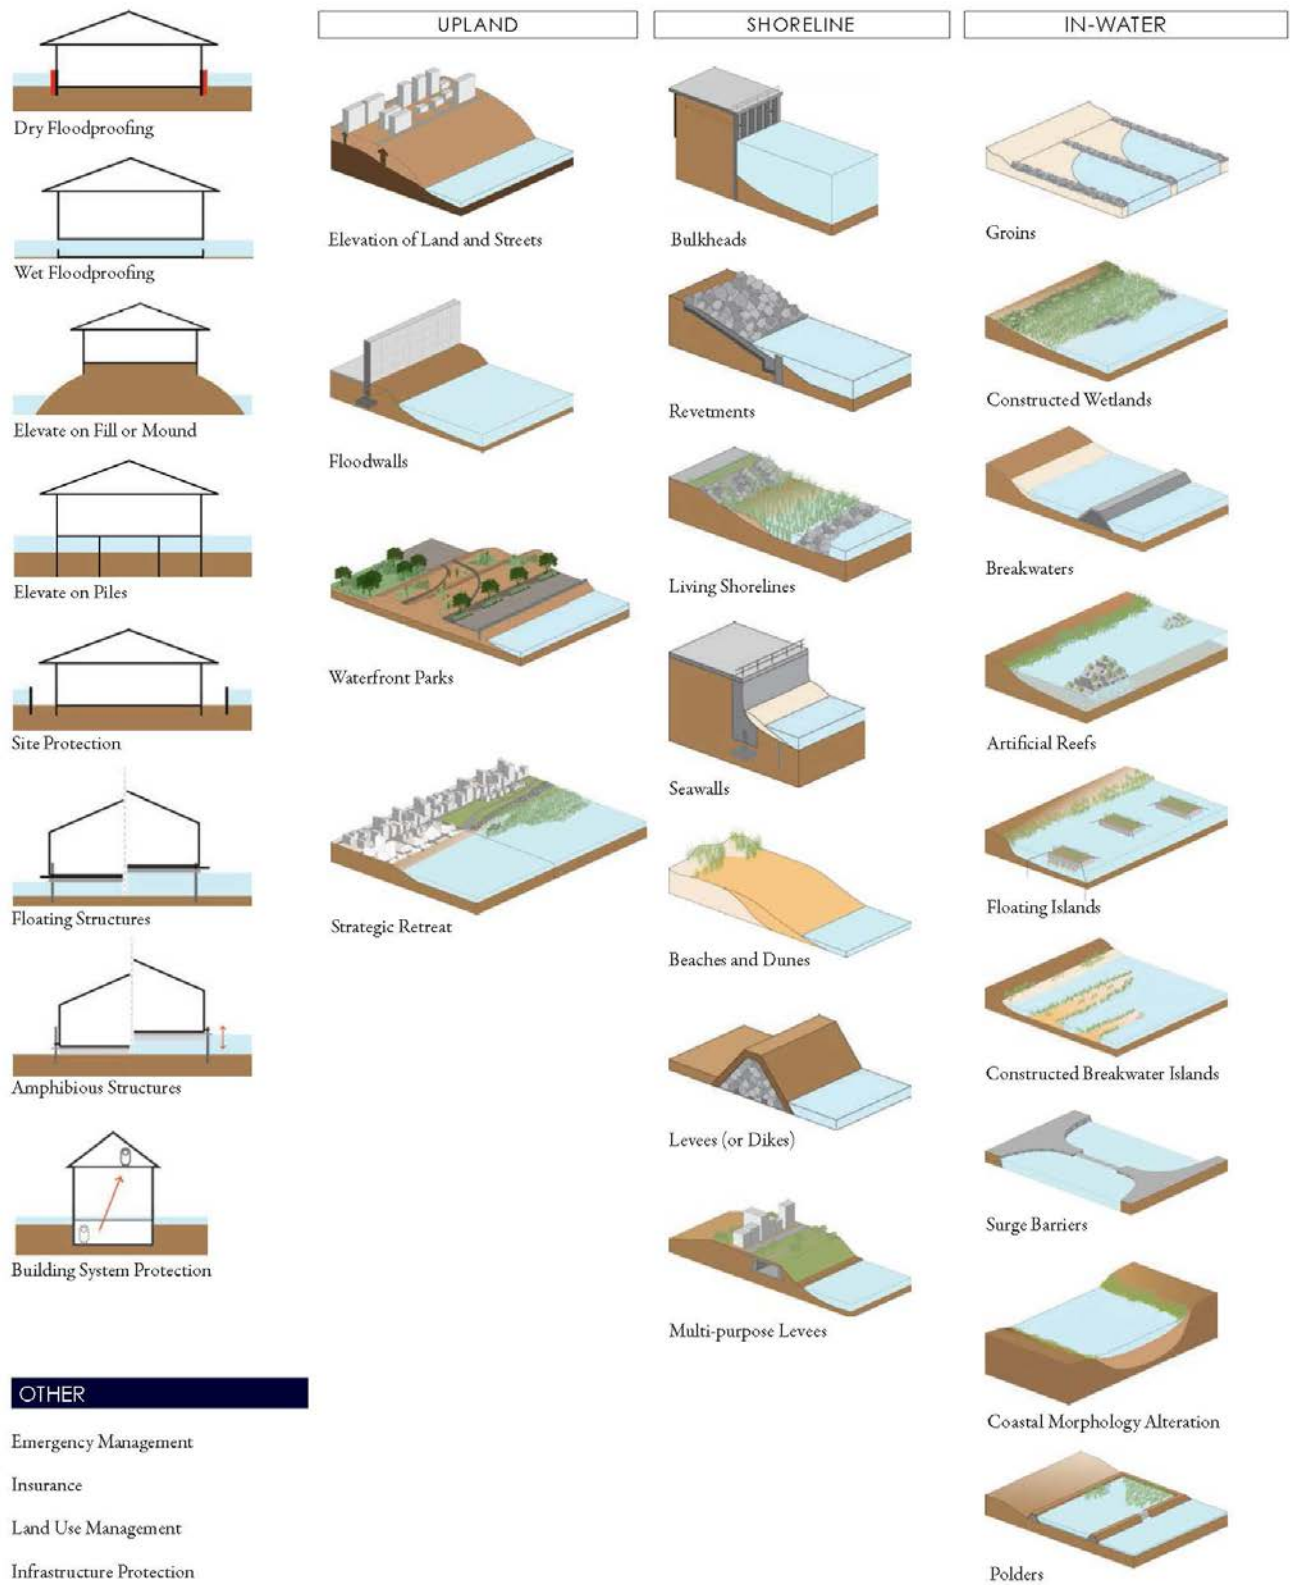 Dry Floodproofing
Wet Floodproofing
Elevate on Fill or Mound
Elevate on Piles
Site Protection
Floating Structures
Amphibious Structures
Building System Protection
OTHER
Emergency Management
Insurance
Land Use Management
Infrastructure Protection
UPLAND
Elevation of Land and Streets
Floodwalls
Waterfront Parks
Strategic Retreat
SHORELINE
Bulkheads
Revetments
Living Shorelines
Seawalls
Beaches and Dunes
Levees (or Dikes)
Multi-purpose Levees
IN-WATER
Groins
Constructed Wetlands
Breakwaters
Artificial Reefs
Floating Islands
Constructed Breakwater Islands
Surge Barriers
Coastal Morphology Alteration
Polders